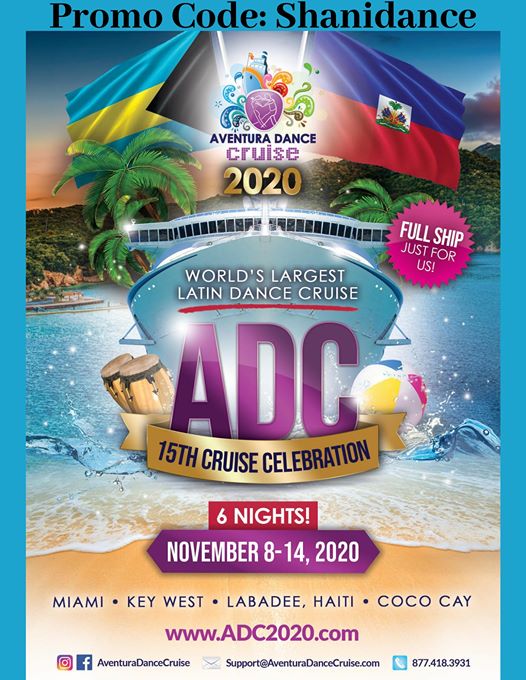 Promo Code: Shanidance
AVENTURA DANCE
cruise
2020
FULL SHIP
JUST FOR
US!
WORLD'S LARGEST
LATIN DANCE CRUISE
ADC
15TH CRUISE CELEBRATION
6 NIGHTS!
NOVEMBER 8-14, 2020
MIAMI • KEY WEST • LABADEE, HAITI • COCO CAY
www.ADC2020.com
AventuraDanceCruise Support@AventuraDanceCruise.com 877.418.3931